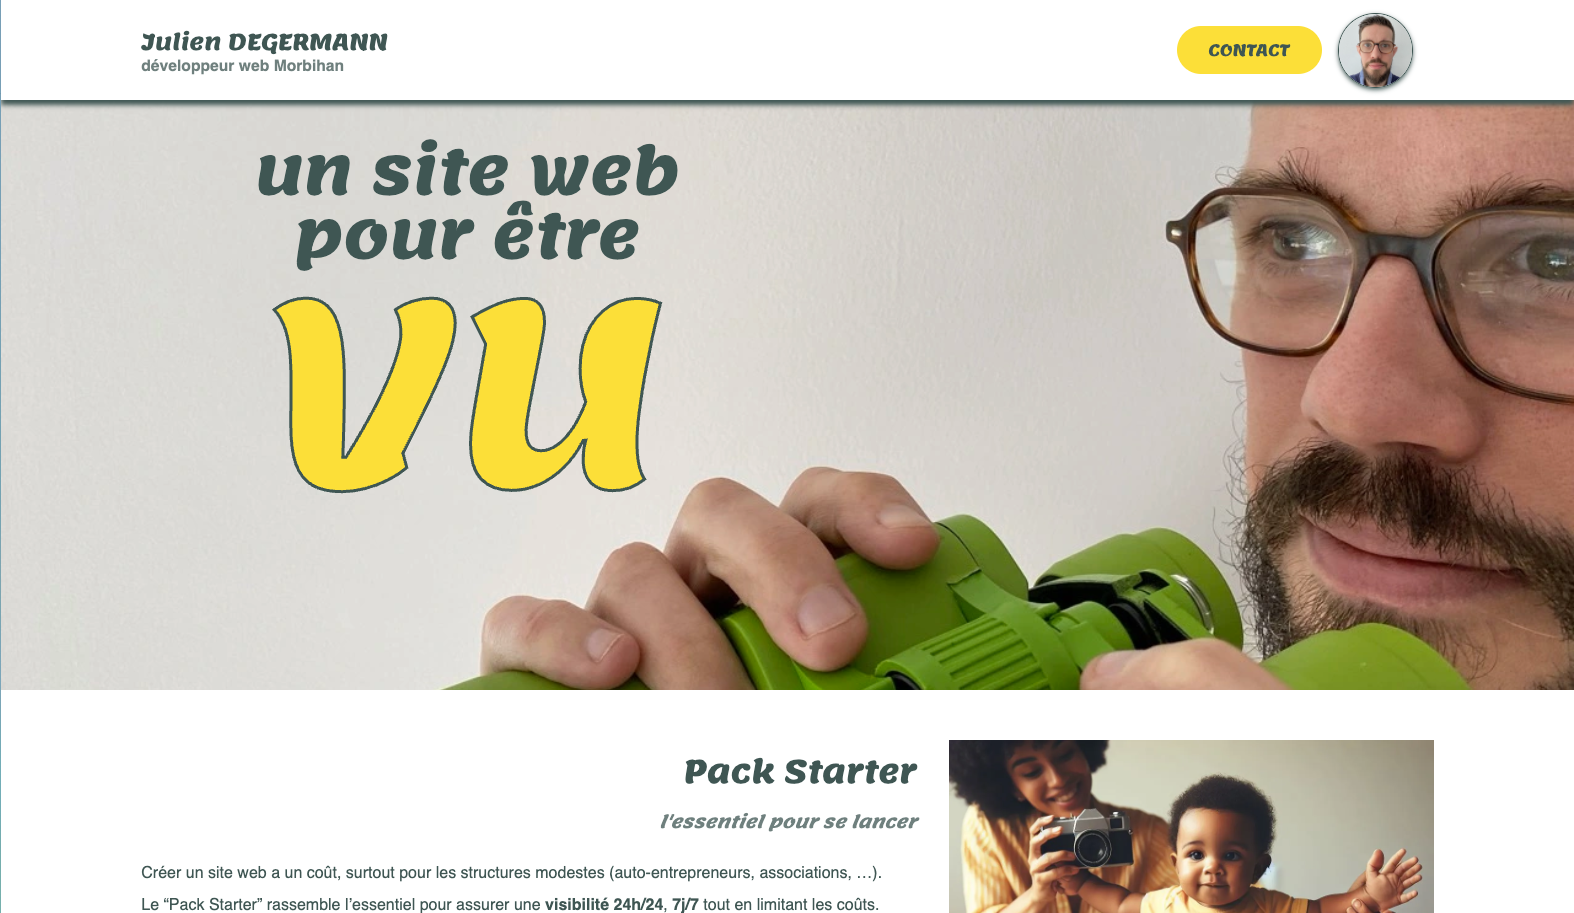 Julien DEGERMANN
développeur web Morbihan
CONTACT
un site web
pour être
vu
Pack Starter
l'essentiel pour se lancer
Créer un site web a un coût, surtout pour les structures modestes (auto-entrepreneurs, associations, …).
Le “Pack Starter” rassemble l’essentiel pour assurer une visibilité 24h/24, 7j/7 tout en limitant les coûts.